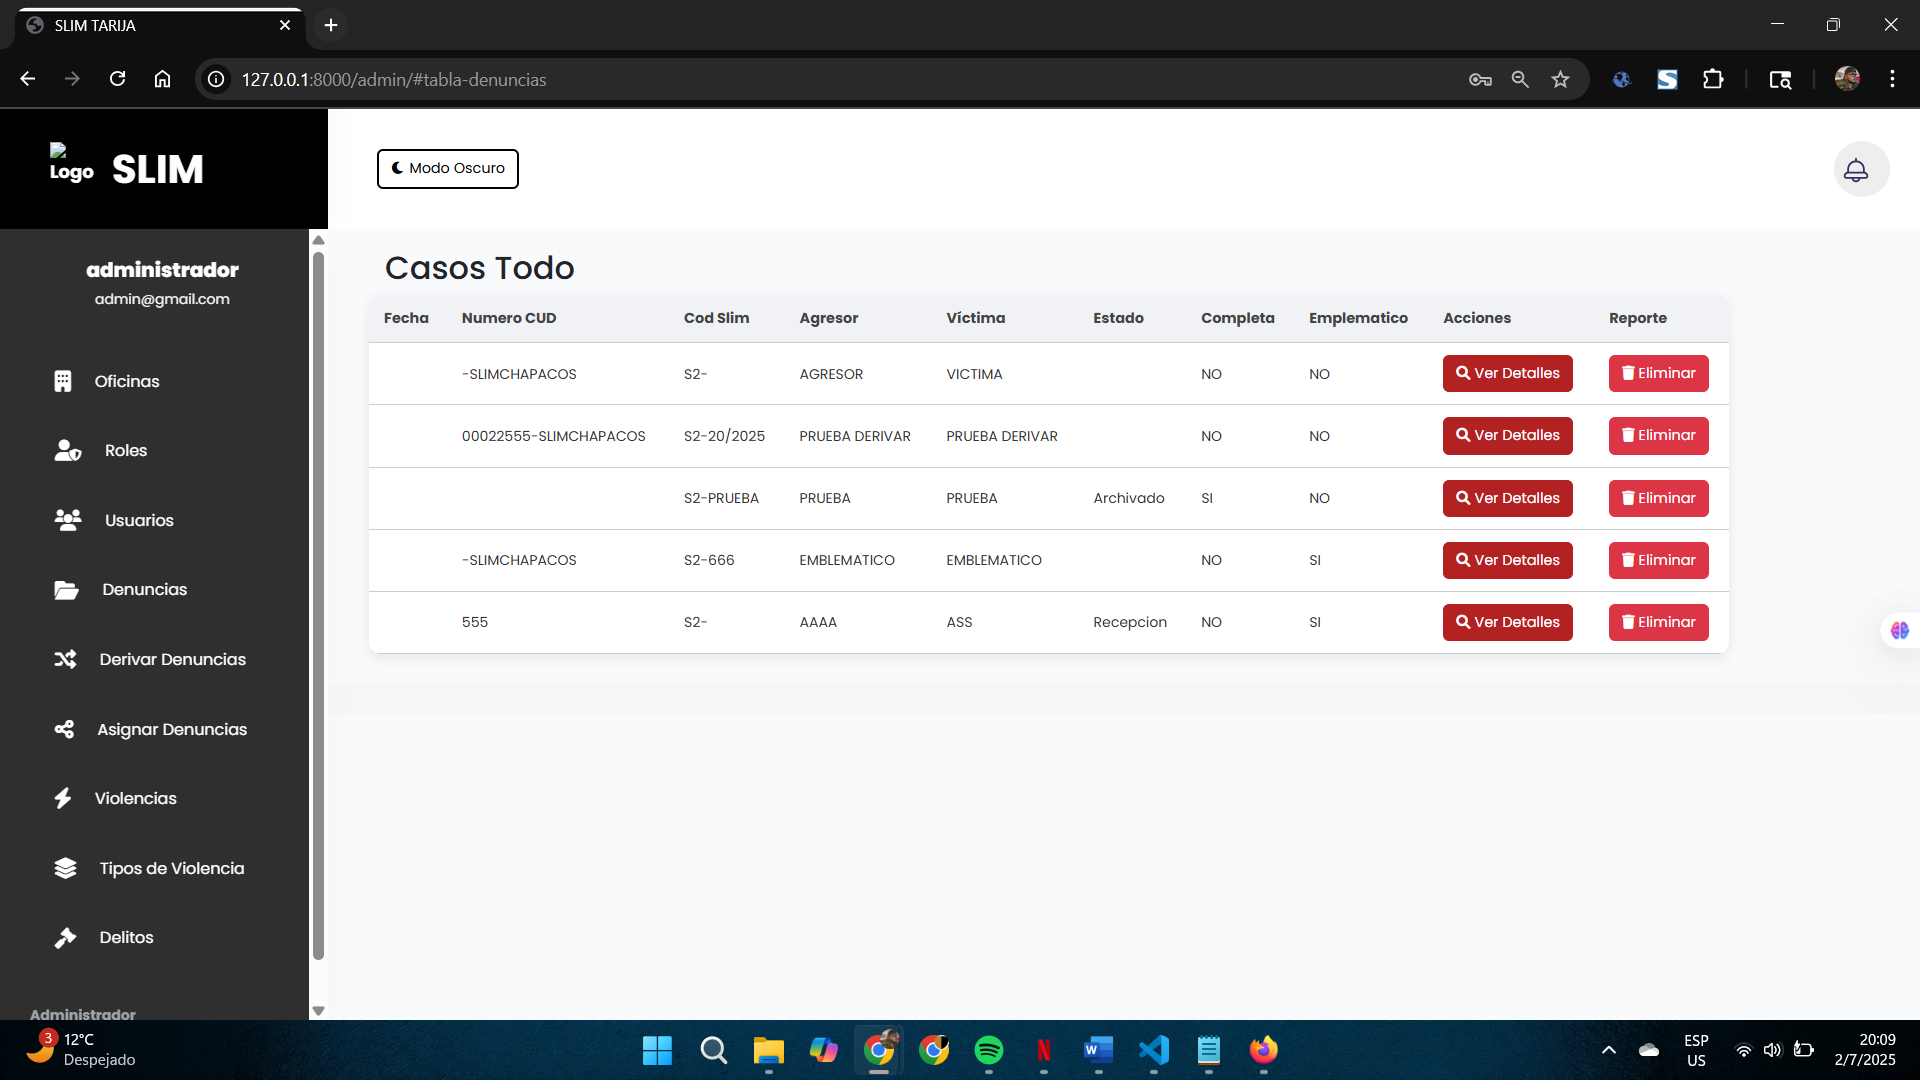 SLIM TARIJA
127.0.0.1:8000/admin/#tabla-denuncias
Logo SLIM
Modo Oscuro
administrador
admin@gmail.com
Oficinas
Roles
Usuarios
Denuncias
Derivar Denuncias
Asignar Denuncias
Violencias
Tipos de Violencia
Delitos
Administrador
Casos Todo
Fecha Numero CUD Cod Slim Agresor Víctima Estado Completa Emplematico Acciones Reporte
-SLIMCHAPACOS S2- AGRESOR VICTIMA NO NO Ver Detalles Eliminar
00022555-SLIMCHAPACOS S2-20/2025 PRUEBA DERIVAR PRUEBA DERIVAR NO NO Ver Detalles Eliminar
S2-PRUEBA PRUEBA PRUEBA Archivado SI NO Ver Detalles Eliminar
-SLIMCHAPACOS S2-666 EMBLEMATICO EMBLEMATICO NO SI Ver Detalles Eliminar
555 S2- AAAA ASS Recepcion NO SI Ver Detalles Eliminar
3 12°C
Despejado
ESP
US
20:09
2/7/2025